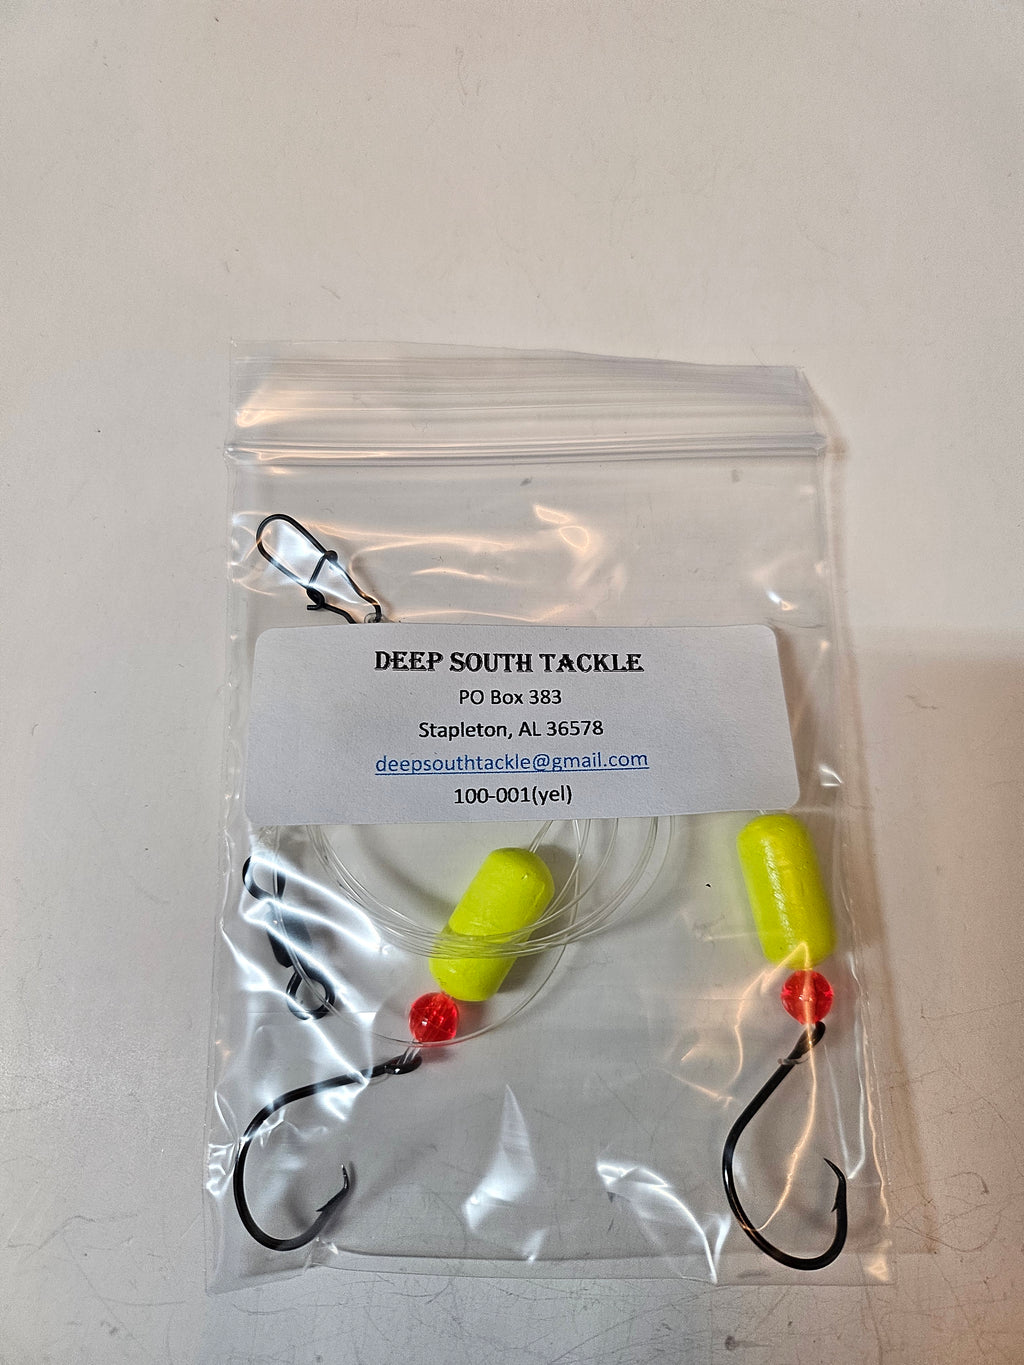 DEEP SOUTH TACKLE
PO Box 383
Stapleton, AL 36578
deepsouthtackle@gmail.com
100-001(yel)